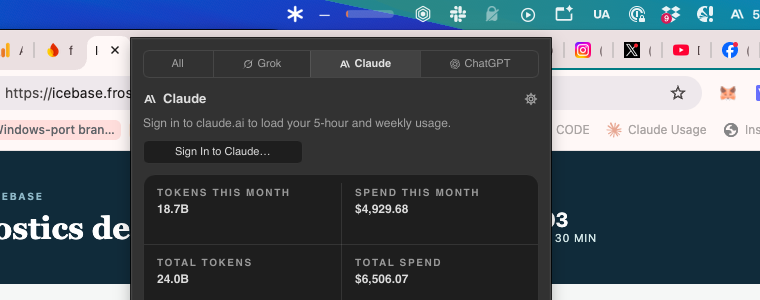 UA
9
5
f
https://icebase.fros
All
Grok
Claude
ChatGPT
Claude
Sign in to claude.ai to load your 5-hour and weekly usage.
Sign In to Claude…
TOKENS THIS MONTH
18.7B
SPEND THIS MONTH
$4,929.68
TOTAL TOKENS
24.0B
TOTAL SPEND
$6,506.07
Windows-port bran...
CODE
Claude Usage
Ins
EBASE
ostics de
03
30 MIN